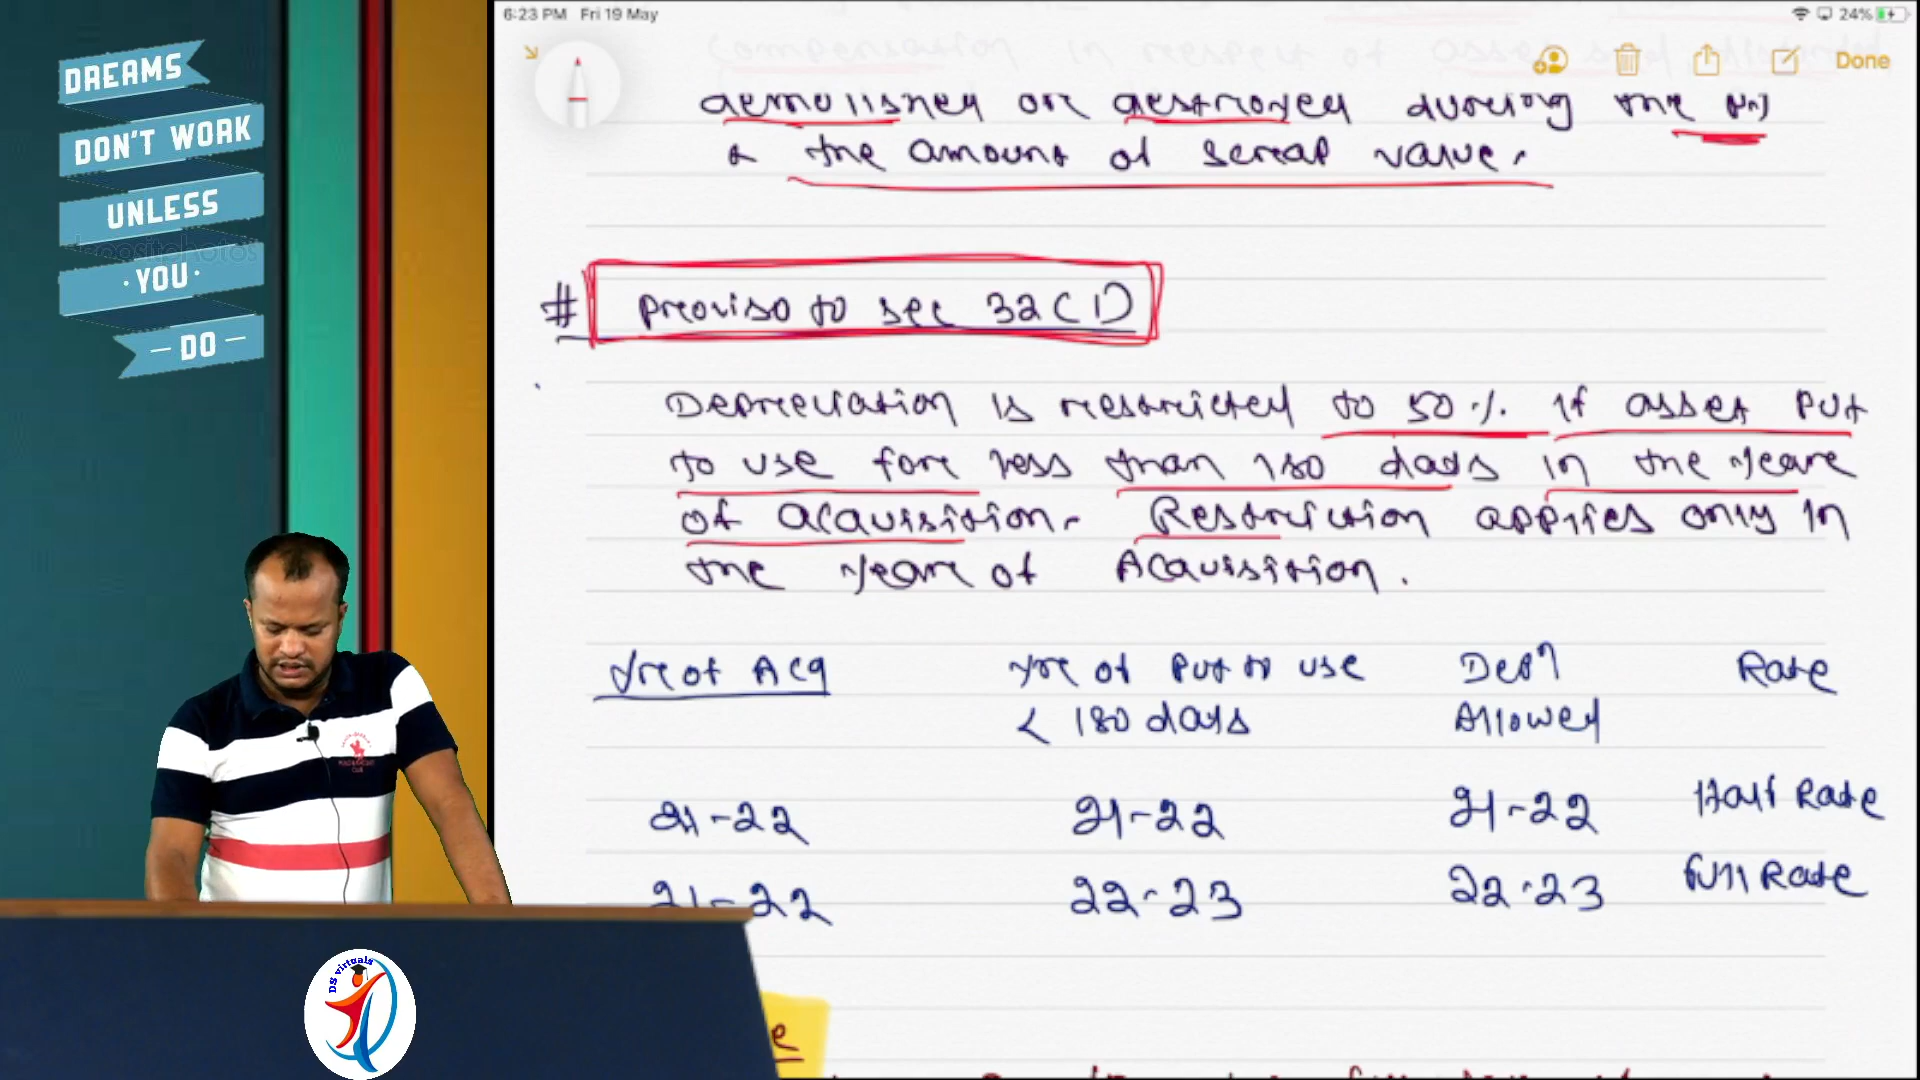 6:23 PM Fri 19 May
24%
Done
DREAMS
DON'T WORK
UNLESS
·YOU·
– DO –
depositphotos
demolished or destroyed during the PY
& the amount of scrap value.
# Proviso to sec 32(1)
Depreciation is restricted to 50% if asset put
to use for less than 180 days in the year
of acquisition. Restriction applies only in
the year of Acquisition.
Yr of Acq Yr of Put to use Depn Rate
< 180 days Allowed
21-22 21-22 21-22 Half Rate
21-22 22-23 22-23 full Rate
DS virtuals